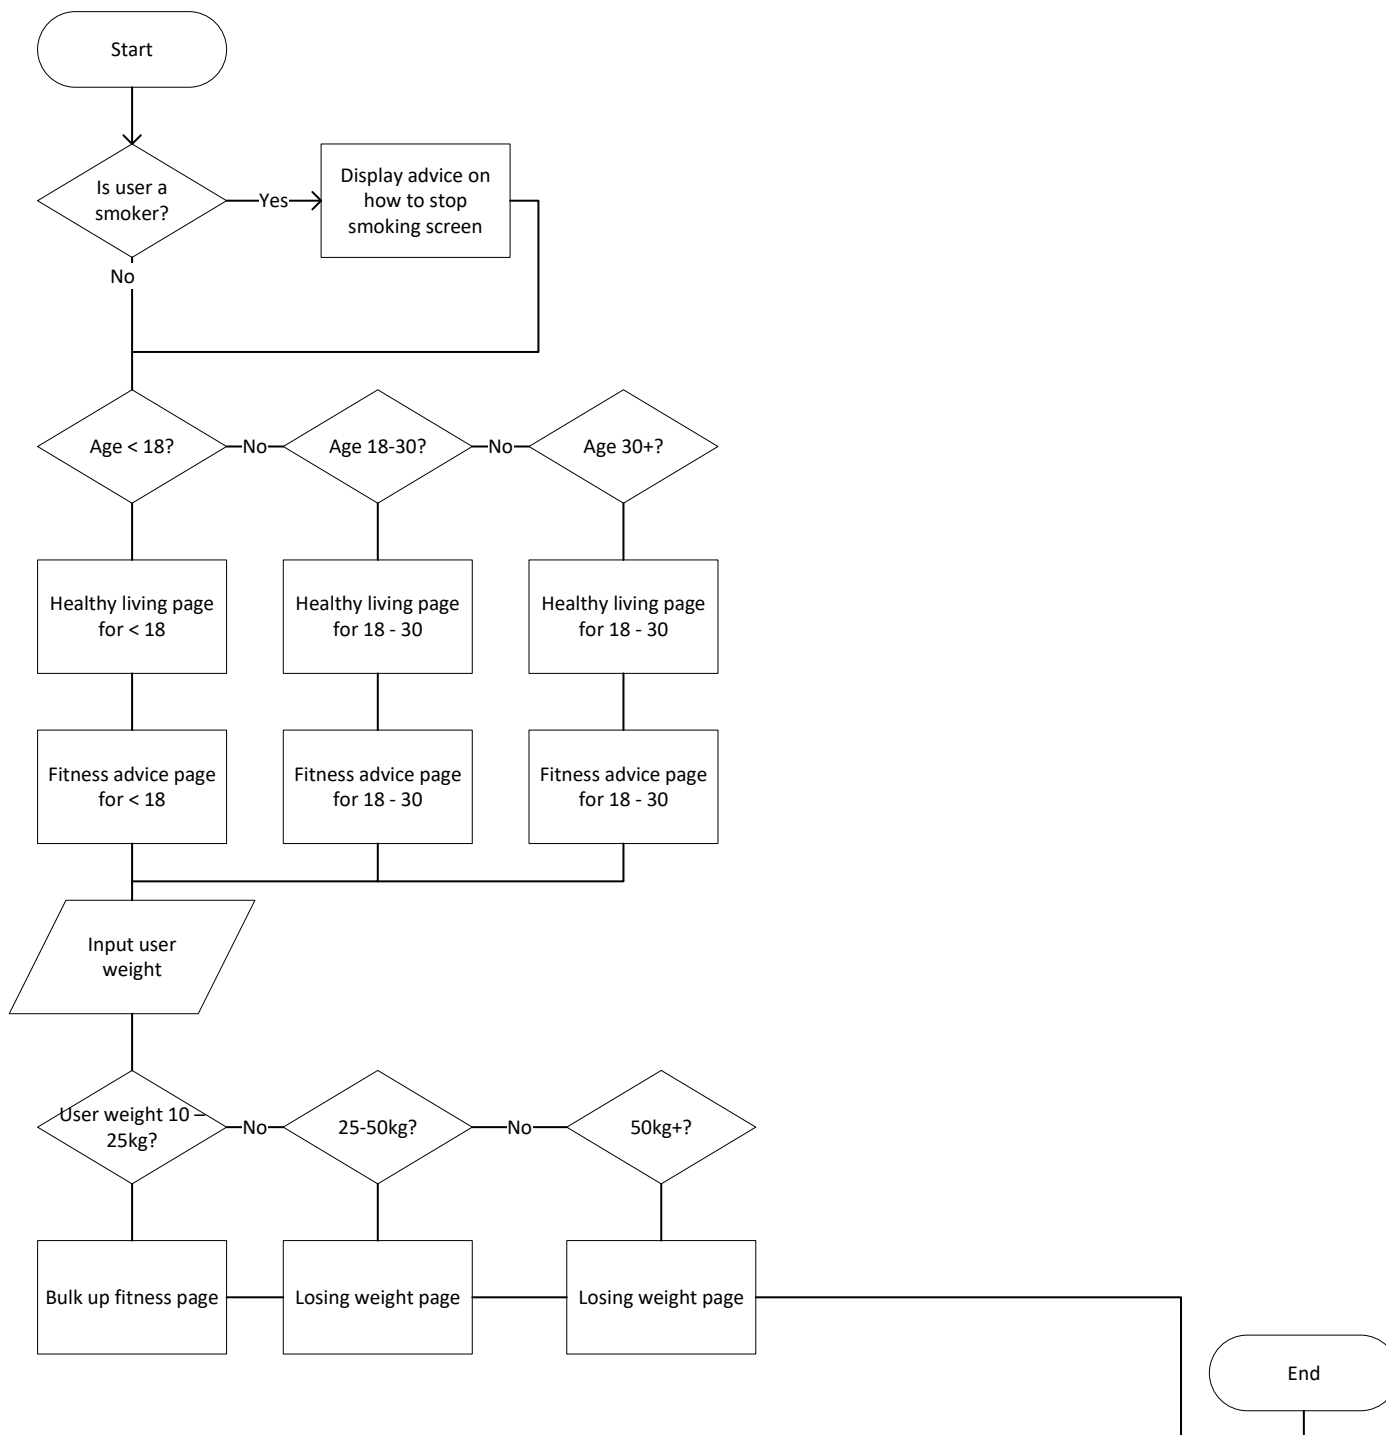 Start
Is user a
smoker?
Yes
Display advice on
how to stop
smoking screen
No
Age < 18?
No
Age 18-30?
No
Age 30+?
Healthy living page
for < 18
Healthy living page
for 18 - 30
Healthy living page
for 18 - 30
Fitness advice page
for < 18
Fitness advice page
for 18 - 30
Fitness advice page
for 18 - 30
Input user
weight
User weight 10 –
25kg?
No
25-50kg?
No
50kg+?
Bulk up fitness page
Losing weight page
Losing weight page
End